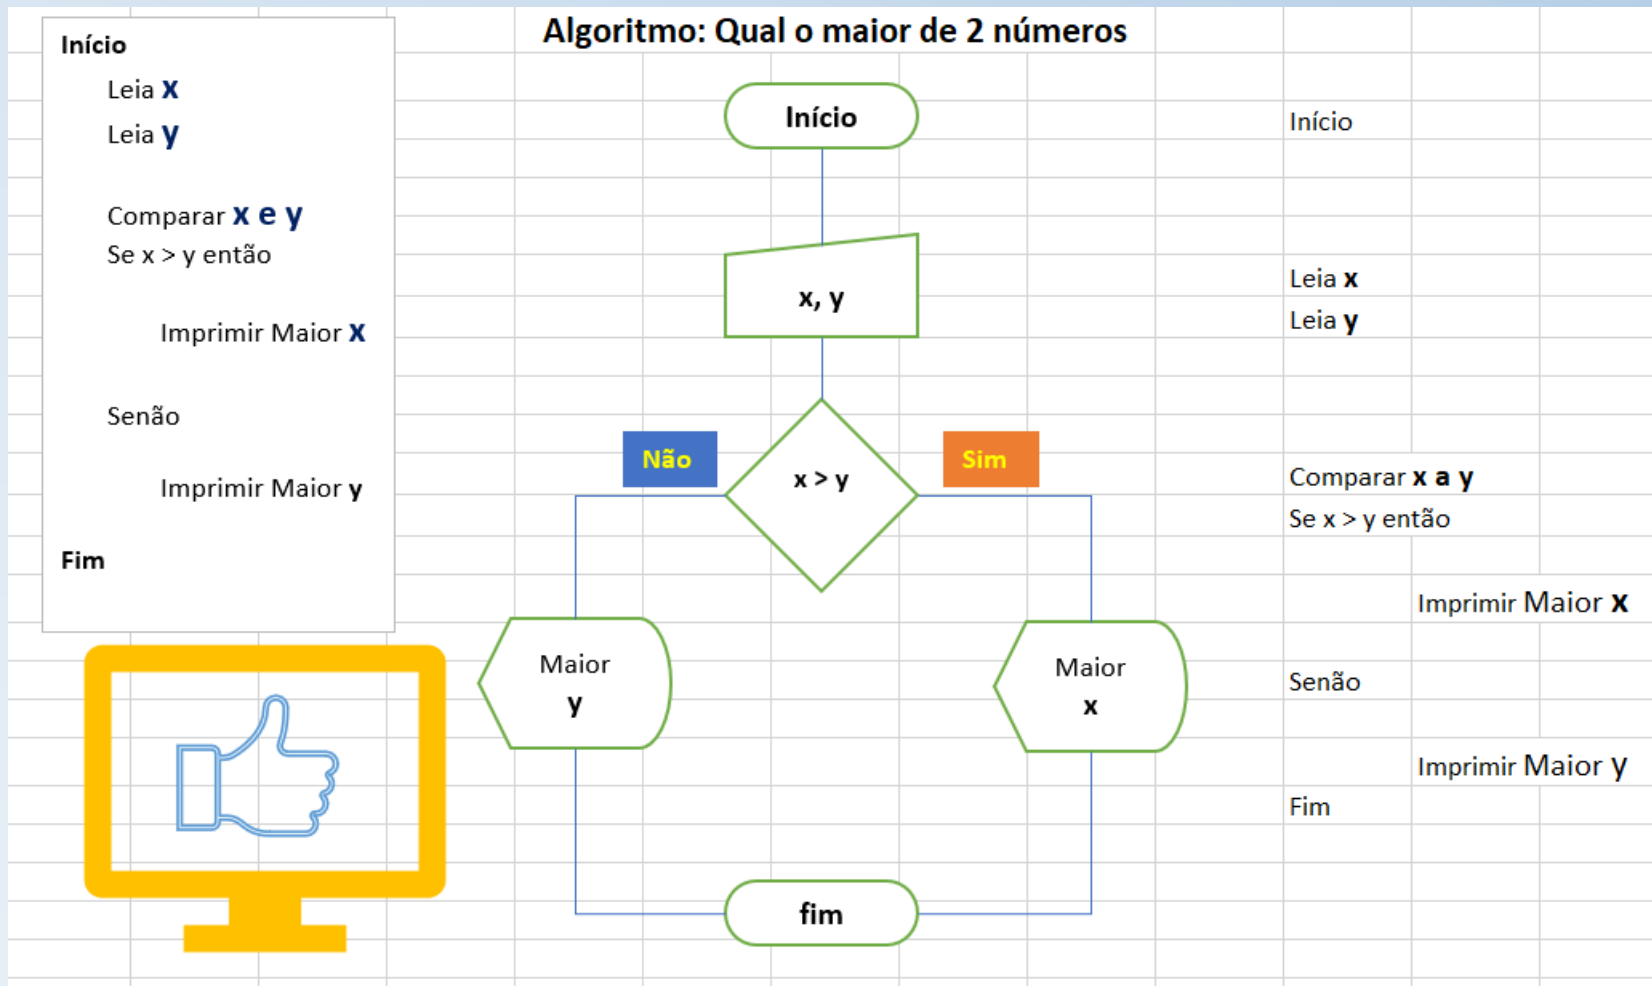 Algoritmo: Qual o maior de 2 números
Início
Leia x
Leia y
Comparar x e y
Se x > y então
Imprimir Maior x
Senão
Imprimir Maior y
Fim
Início
x, y
Não
x > y
Sim
Maior
y
Maior
x
fim
Início
Leia x
Leia y
Comparar x a y
Se x > y então
Imprimir Maior x
Senão
Imprimir Maior y
Fim